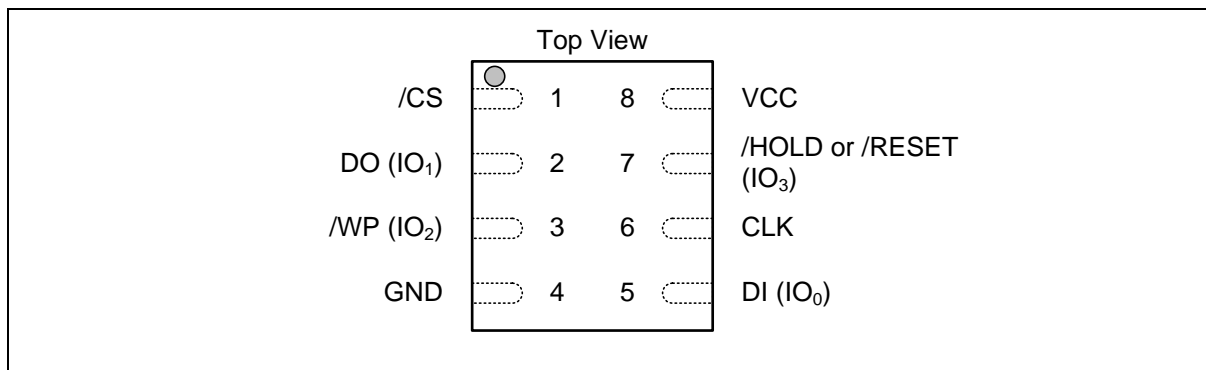 Top View
/CS 1 8 VCC
DO (IO₁) 2 7 /HOLD or /RESET
(IO₃)
/WP (IO₂) 3 6 CLK
GND 4 5 DI (IO₀)